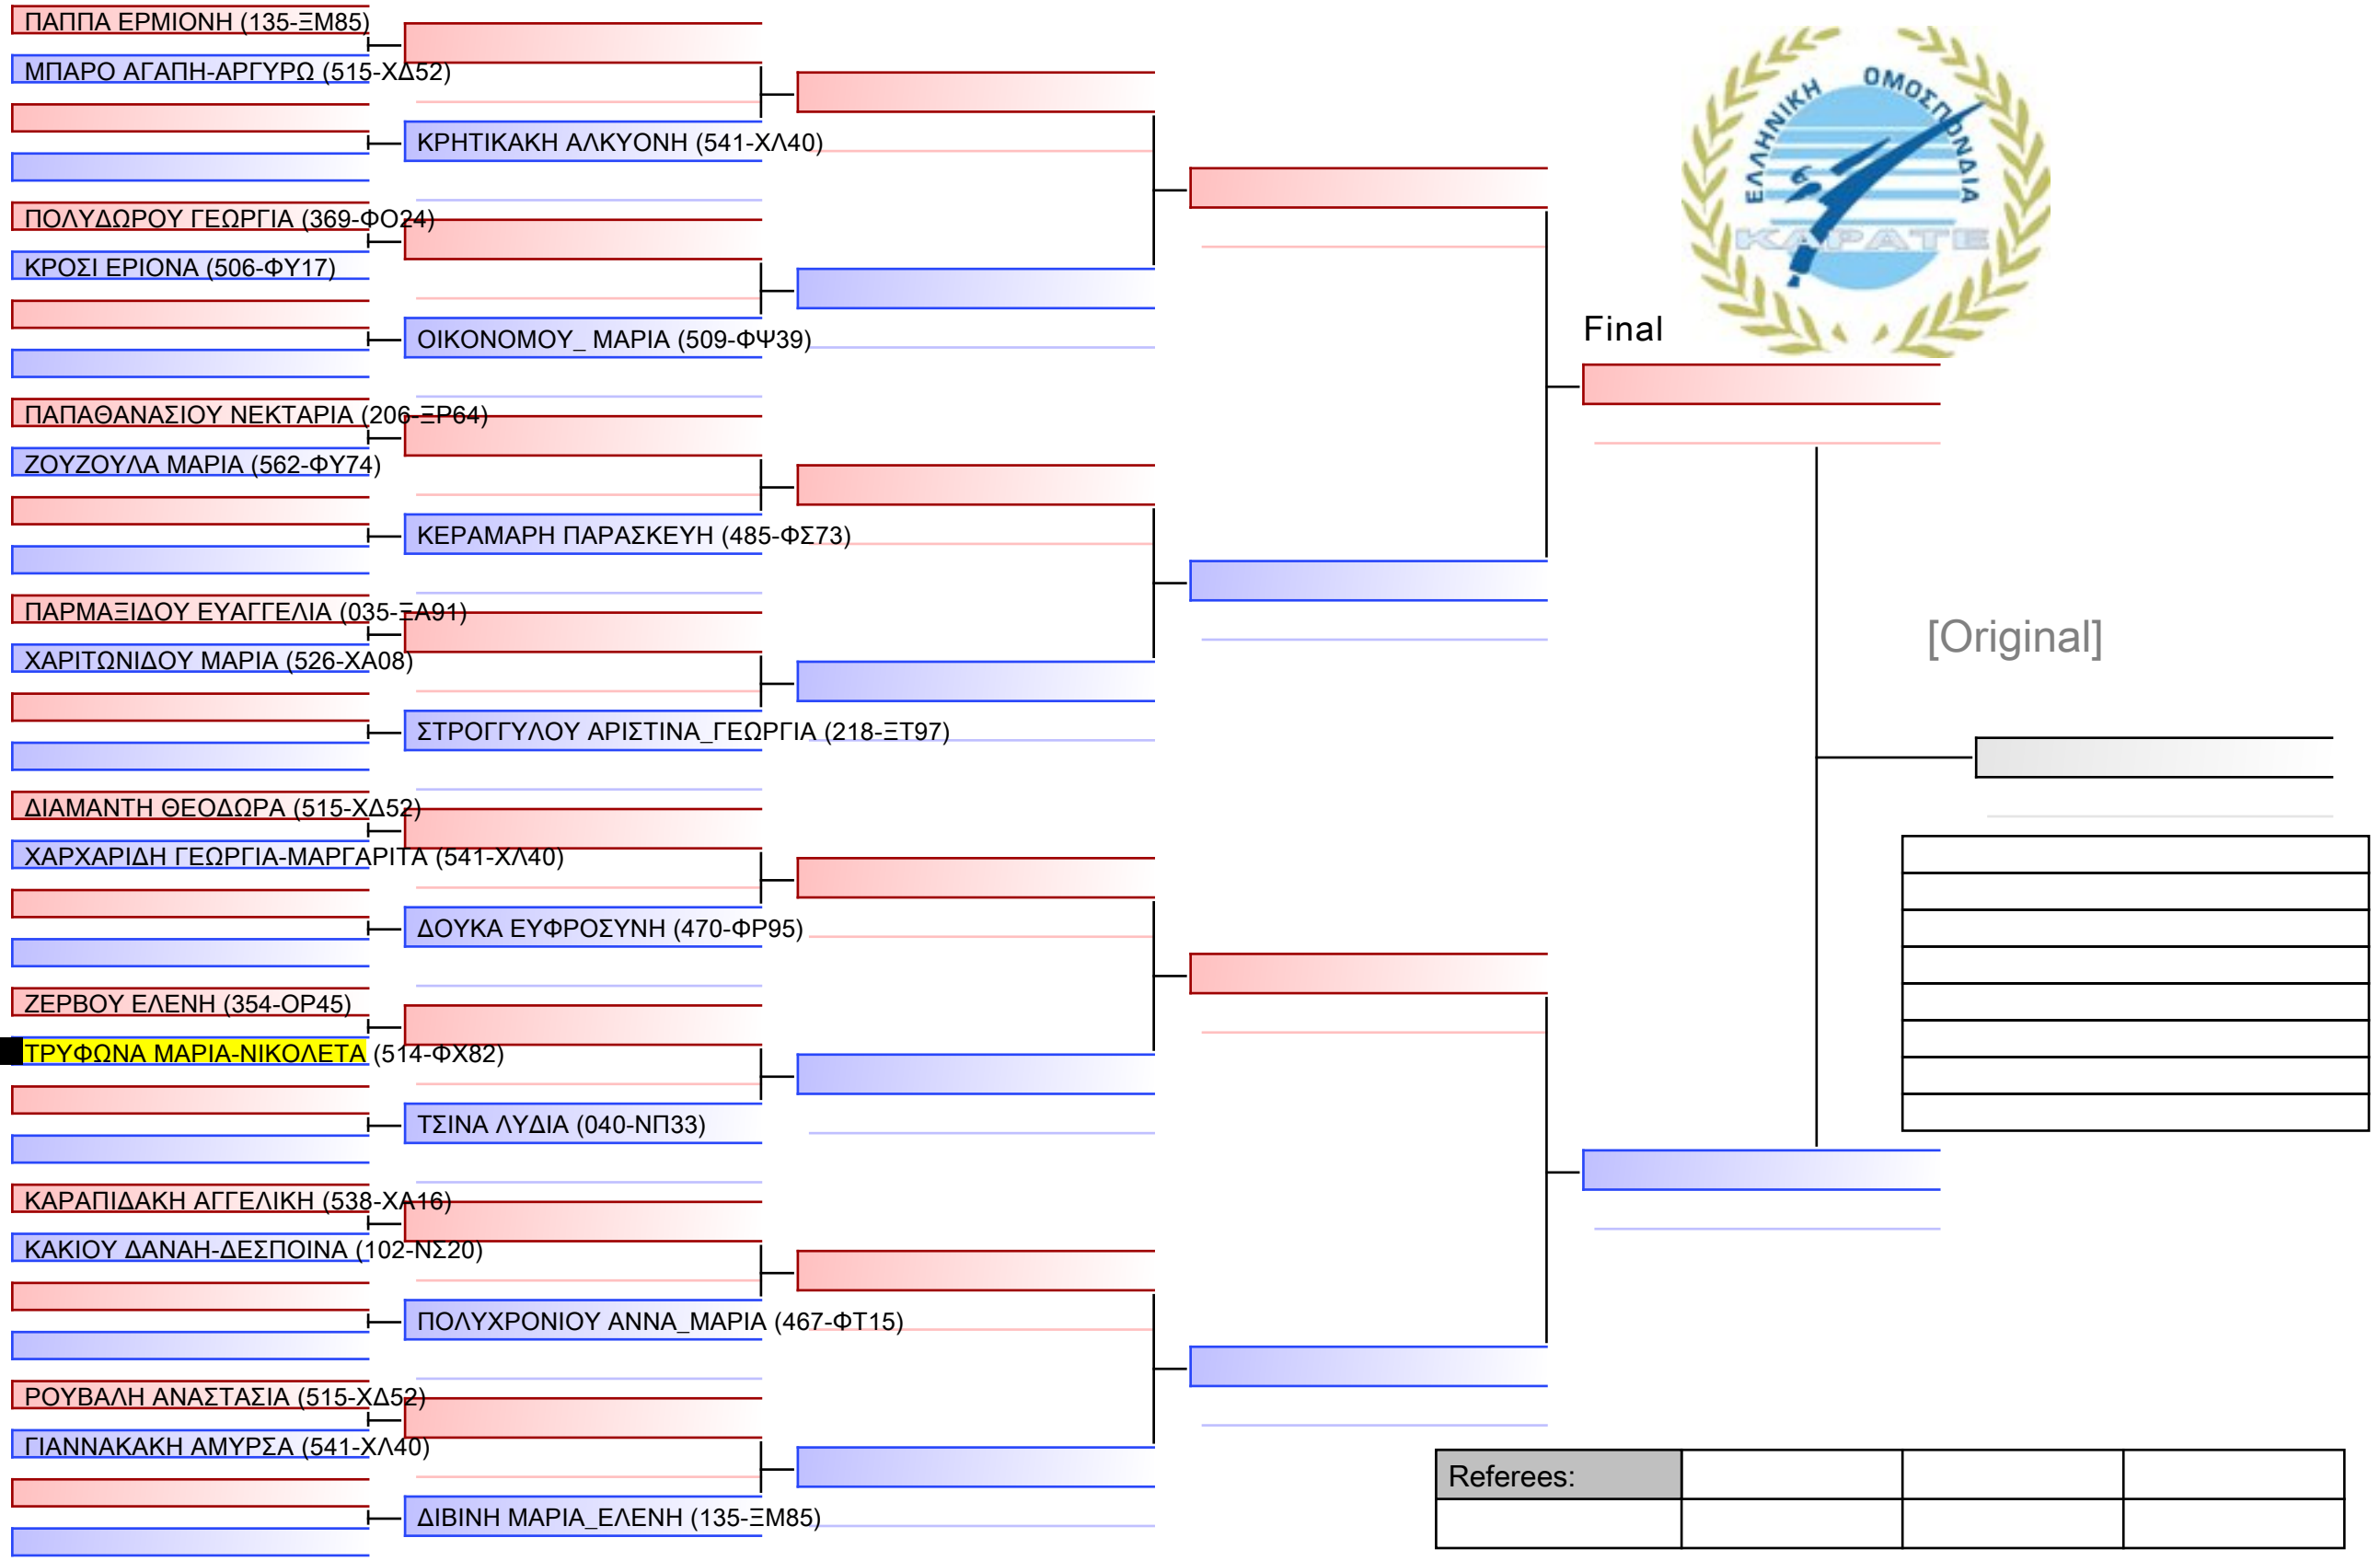 ΠΑΠΠΑ ΕΡΜΙΟΝΗ (135-ΞΜ85)
ΜΠΑΡΟ ΑΓΑΠΗ-ΑΡΓΥΡΩ (515-ΧΔ52)
ΚΡΗΤΙΚΑΚΗ ΑΛΚΥΟΝΗ (541-ΧΛ40)
ΠΟΛΥΔΩΡΟΥ ΓΕΩΡΓΙΑ (369-ΦΟ24)
ΚΡΟΣΙ ΕΡΙΟΝΑ (506-ΦΥ17)
ΟΙΚΟΝΟΜΟΥ_ ΜΑΡΙΑ (509-ΦΨ39)
ΠΑΠΑΘΑΝΑΣΙΟΥ ΝΕΚΤΑΡΙΑ (206-ΞΡ64)
ΖΟΥΖΟΥΛΑ ΜΑΡΙΑ (562-ΦΥ74)
ΚΕΡΑΜΑΡΗ ΠΑΡΑΣΚΕΥΗ (485-ΦΣ73)
ΠΑΡΜΑΞΙΔΟΥ ΕΥΑΓΓΕΛΙΑ (035-ΞΑ91)
ΧΑΡΙΤΩΝΙΔΟΥ ΜΑΡΙΑ (526-ΧΑ08)
ΣΤΡΟΓΓΥΛΟΥ ΑΡΙΣΤΙΝΑ_ΓΕΩΡΓΙΑ (218-ΞΤ97)
ΔΙΑΜΑΝΤΗ ΘΕΟΔΩΡΑ (515-ΧΔ52)
ΧΑΡΧΑΡΙΔΗ ΓΕΩΡΓΙΑ-ΜΑΡΓΑΡΙΤΑ (541-ΧΛ40)
ΔΟΥΚΑ ΕΥΦΡΟΣΥΝΗ (470-ΦΡ95)
ΖΕΡΒΟΥ ΕΛΕΝΗ (354-ΟΡ45)
ΤΡΥΦΩΝΑ ΜΑΡΙΑ-ΝΙΚΟΛΕΤΑ (514-ΦΧ82)
ΤΣΙΝΑ ΛΥΔΙΑ (040-ΝΠ33)
ΚΑΡΑΠΙΔΑΚΗ ΑΓΓΕΛΙΚΗ (538-ΧΑ16)
ΚΑΚΙΟΥ ΔΑΝΑΗ-ΔΕΣΠΟΙΝΑ (102-ΝΣ20)
ΠΟΛΥΧΡΟΝΙΟΥ ΑΝΝΑ_ΜΑΡΙΑ (467-ΦΤ15)
ΡΟΥΒΑΛΗ ΑΝΑΣΤΑΣΙΑ (515-ΧΔ52)
ΓΙΑΝΝΑΚΑΚΗ ΑΜΥΡΣΑ (541-ΧΛ40)
ΔΙΒΙΝΗ ΜΑΡΙΑ_ΕΛΕΝΗ (135-ΞΜ85)
ΕΛΛΗΝΙΚΗ ΟΜΟΣΠΟΝΔΙΑ
ΚΑΡΑΤΕ
Final
[Original]
Referees: